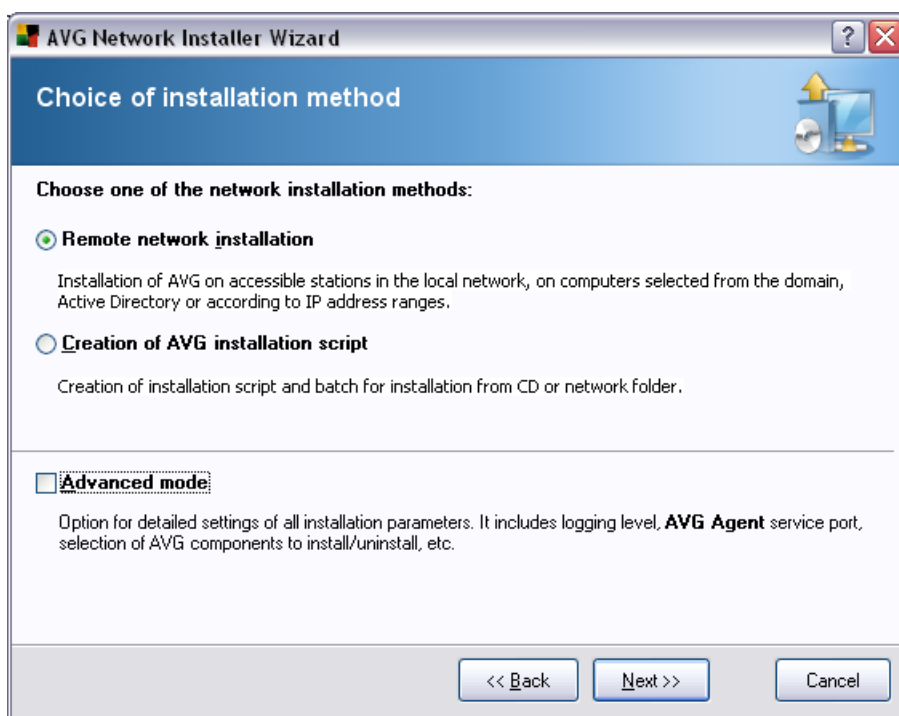 AVG Network Installer Wizard
?
Choice of installation method
Choose one of the network installation methods:
Remote network installation
Installation of AVG on accessible stations in the local network, on computers selected from the domain,
Active Directory or according to IP address ranges.
Creation of AVG installation script
Creation of installation script and batch for installation from CD or network folder.
Advanced mode
Option for detailed settings of all installation parameters. It includes logging level, AVG Agent service port,
selection of AVG components to install/uninstall, etc.
<< Back
Next >>
Cancel